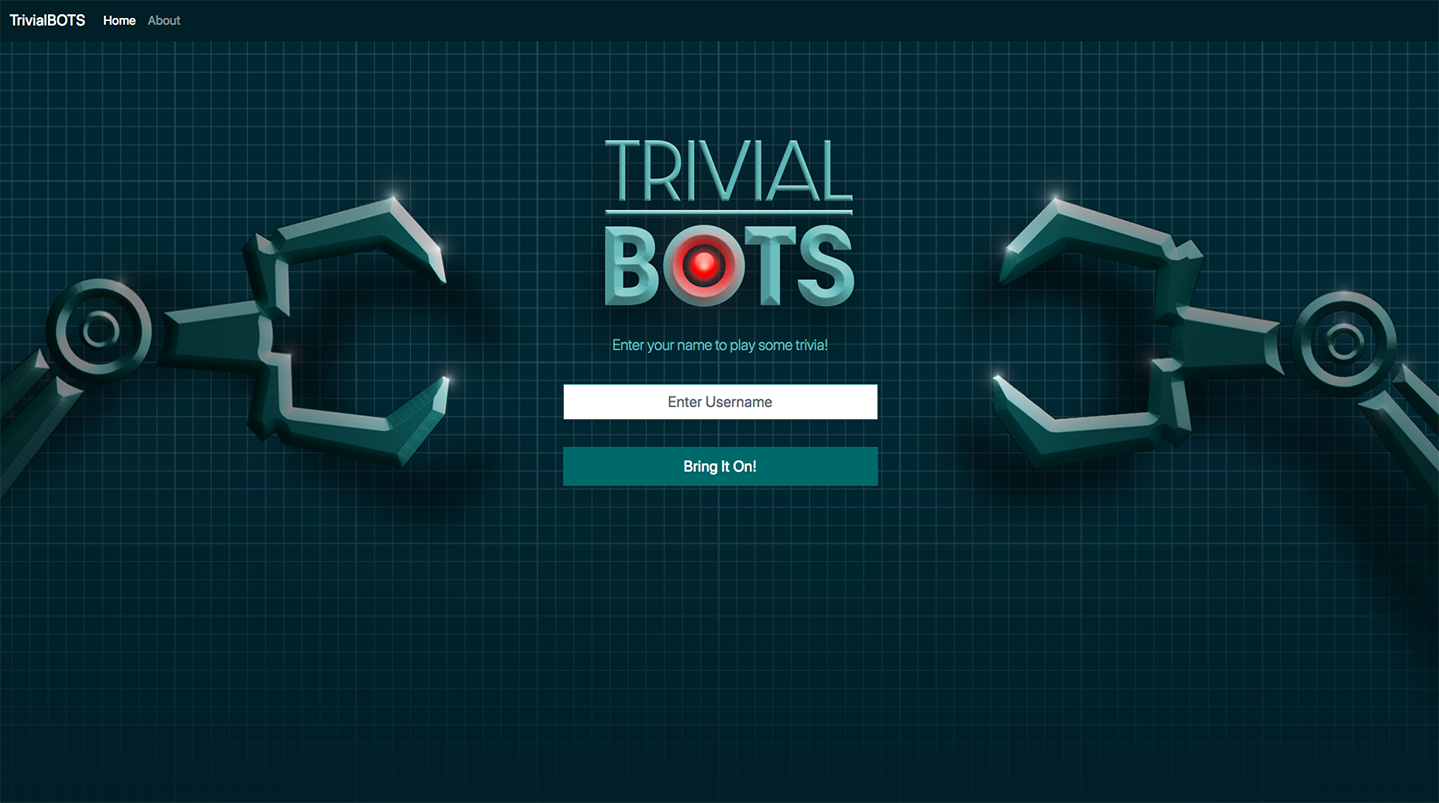 TrivialBOTS Home About
TRIVIAL
BOTS
Enter your name to play some trivia!
Enter Username
Bring It On!